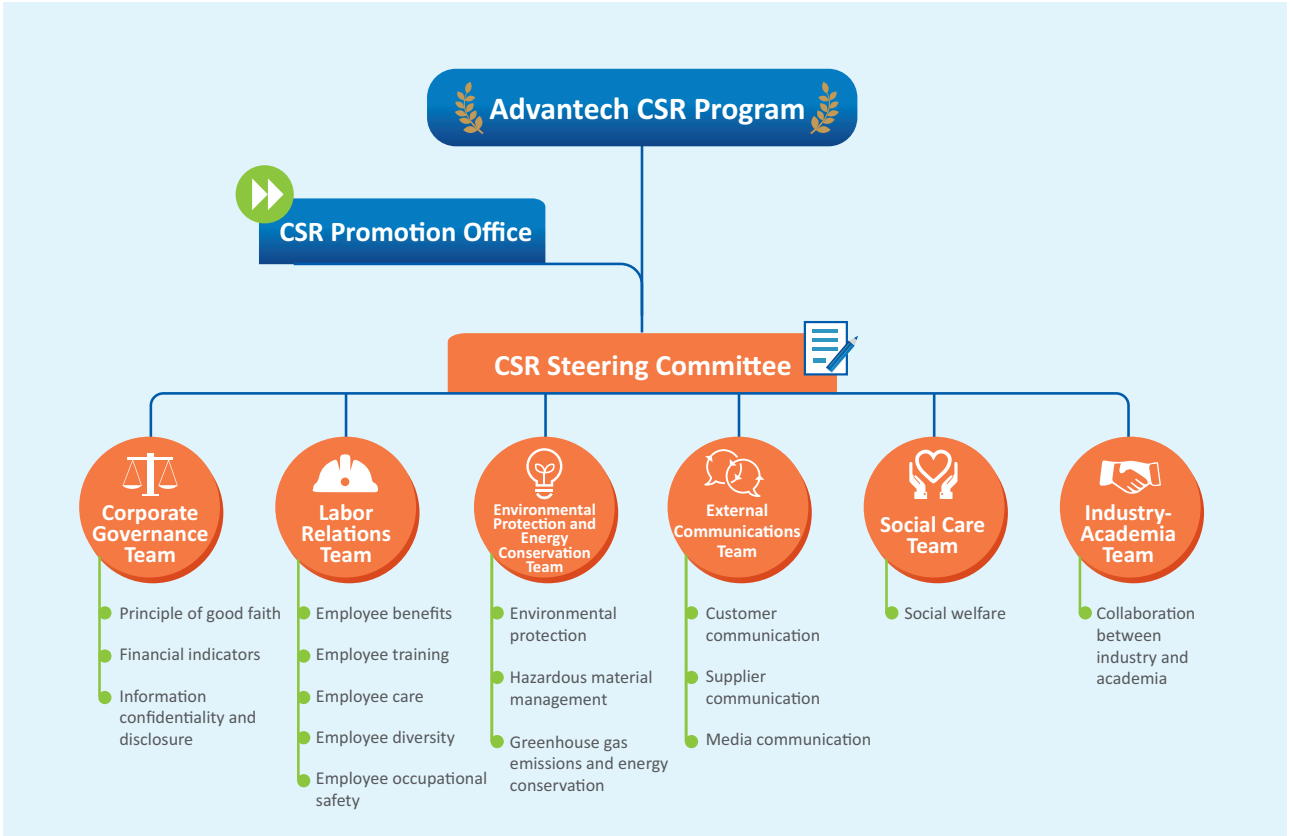 Advantech CSR Program
CSR Promotion Office
CSR Steering Committee
Corporate
Governance
Team
Principle of good faith
Financial indicators
Information
confidentiality and
disclosure
Labor
Relations
Team
Employee benefits
Employee training
Employee care
Employee diversity
Employee occupational
safety
Environmental
Protection and
Energy
Conservation
Team
Environmental
protection
Hazardous material
management
Greenhouse gas
emissions and energy
conservation
External
Communications
Team
Customer
communication
Supplier
communication
Media communication
Social Care
Team
Social welfare
Industry-
Academia
Team
Collaboration
between
industry and
academia